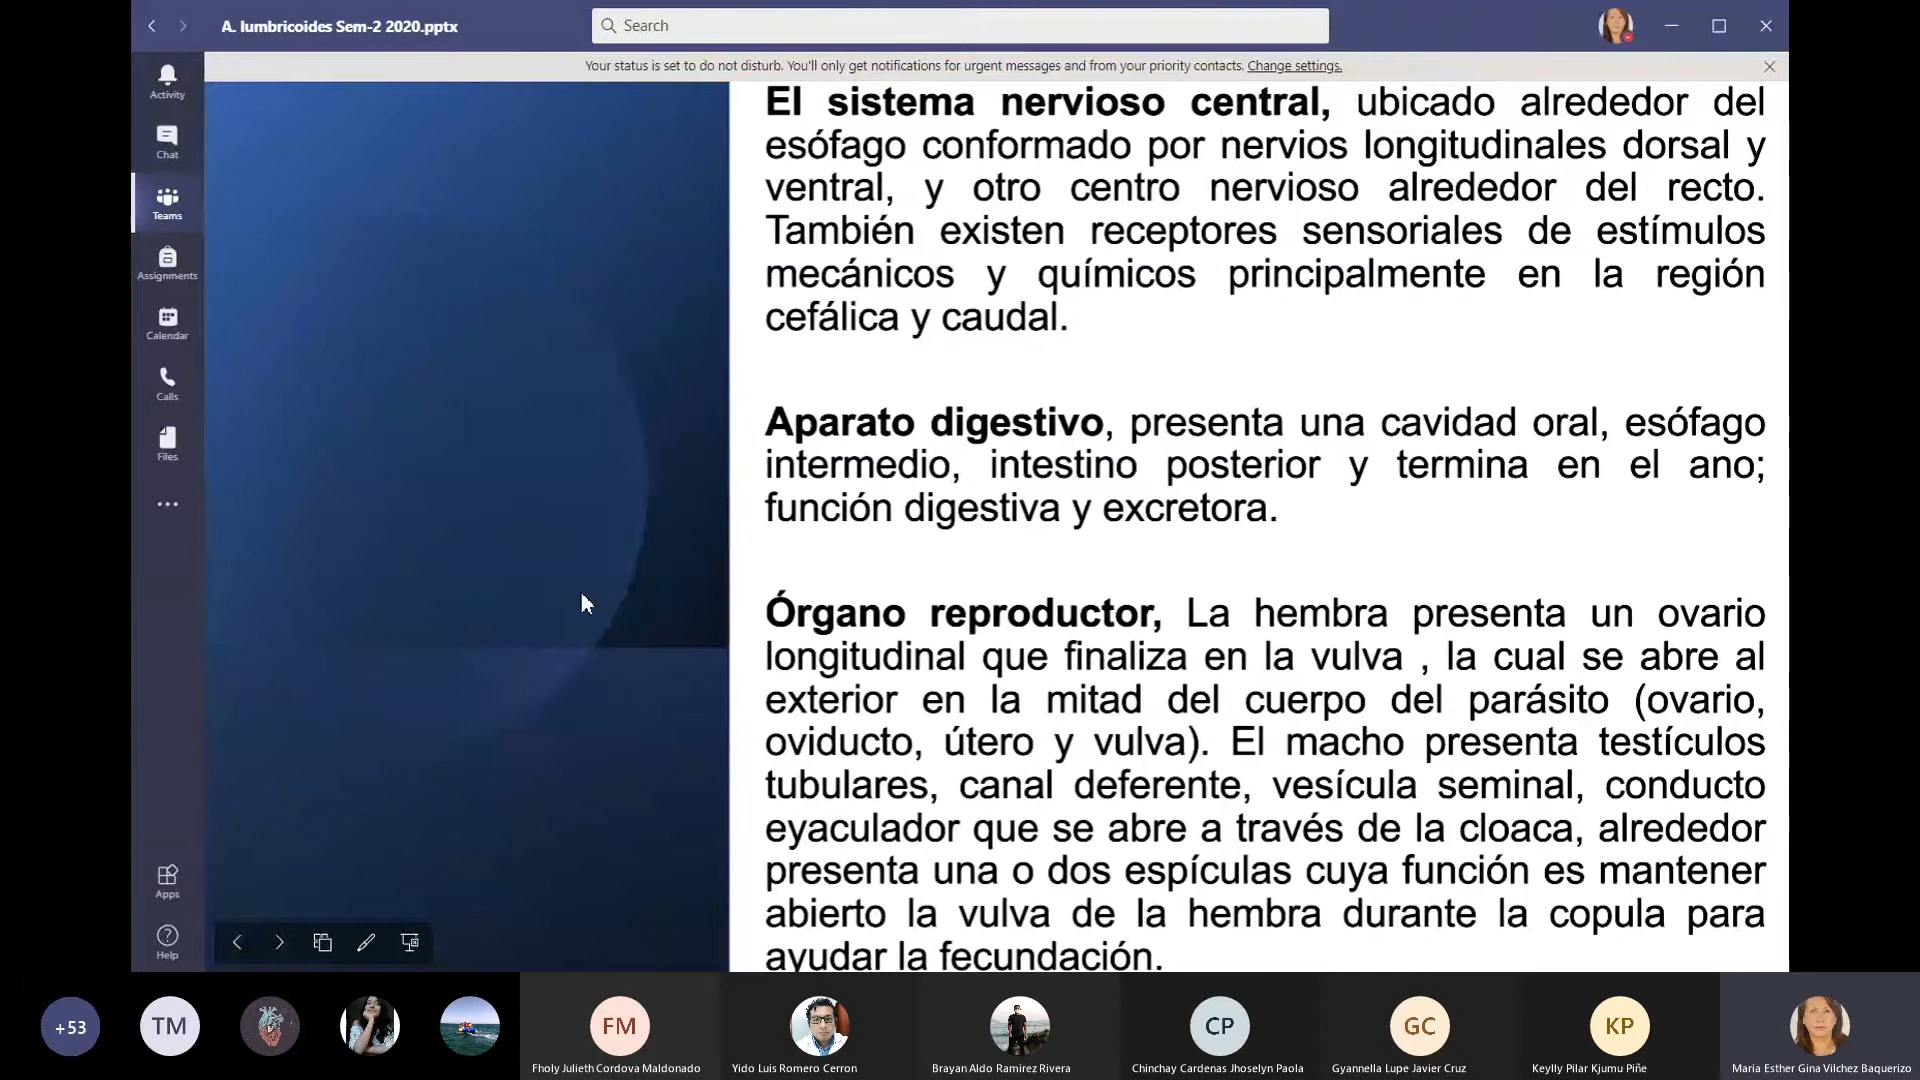 A. lumbricoides Sem-2 2020.pptx
Search
Your status is set to do not disturb. You'll only get notifications for urgent messages and from your priority contacts. Change settings.
Activity
Chat
Teams
Assignments
Calendar
Calls
Files
Apps
Help
El sistema nervioso central, ubicado alrededor del
esófago conformado por nervios longitudinales dorsal y
ventral, y otro centro nervioso alrededor del recto.
También existen receptores sensoriales de estímulos
mecánicos y químicos principalmente en la región
cefálica y caudal.
Aparato digestivo, presenta una cavidad oral, esófago
intermedio, intestino posterior y termina en el ano;
función digestiva y excretora.
Órgano reproductor, La hembra presenta un ovario
longitudinal que finaliza en la vulva , la cual se abre al
exterior en la mitad del cuerpo del parásito (ovario,
oviducto, útero y vulva). El macho presenta testículos
tubulares, canal deferente, vesícula seminal, conducto
eyaculador que se abre a través de la cloaca, alrededor
presenta una o dos espículas cuya función es mantener
abierto la vulva de la hembra durante la copula para
ayudar la fecundación.
+53
TM
FM
CP
GC
KP
Fholy Julieth Cordova Maldonado
Yido Luis Romero Cerron
Brayan Aldo Ramirez Rivera
Chinchay Cardenas Jhoselyn Paola
Gyannella Lupe Javier Cruz
Keylly Pilar Kjumu Piñe
Maria Esther Gina Vilchez Baquerizo